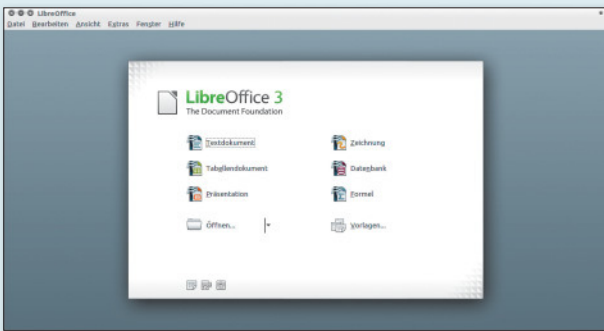 LibreOffice
Datei Bearbeiten Ansicht Extras Fenster Hilfe
LibreOffice 3
The Document Foundation
Textdokument Zeichnung
Tabellendokument Datenbank
Präsentation Formel
Öffnen... Vorlagen...